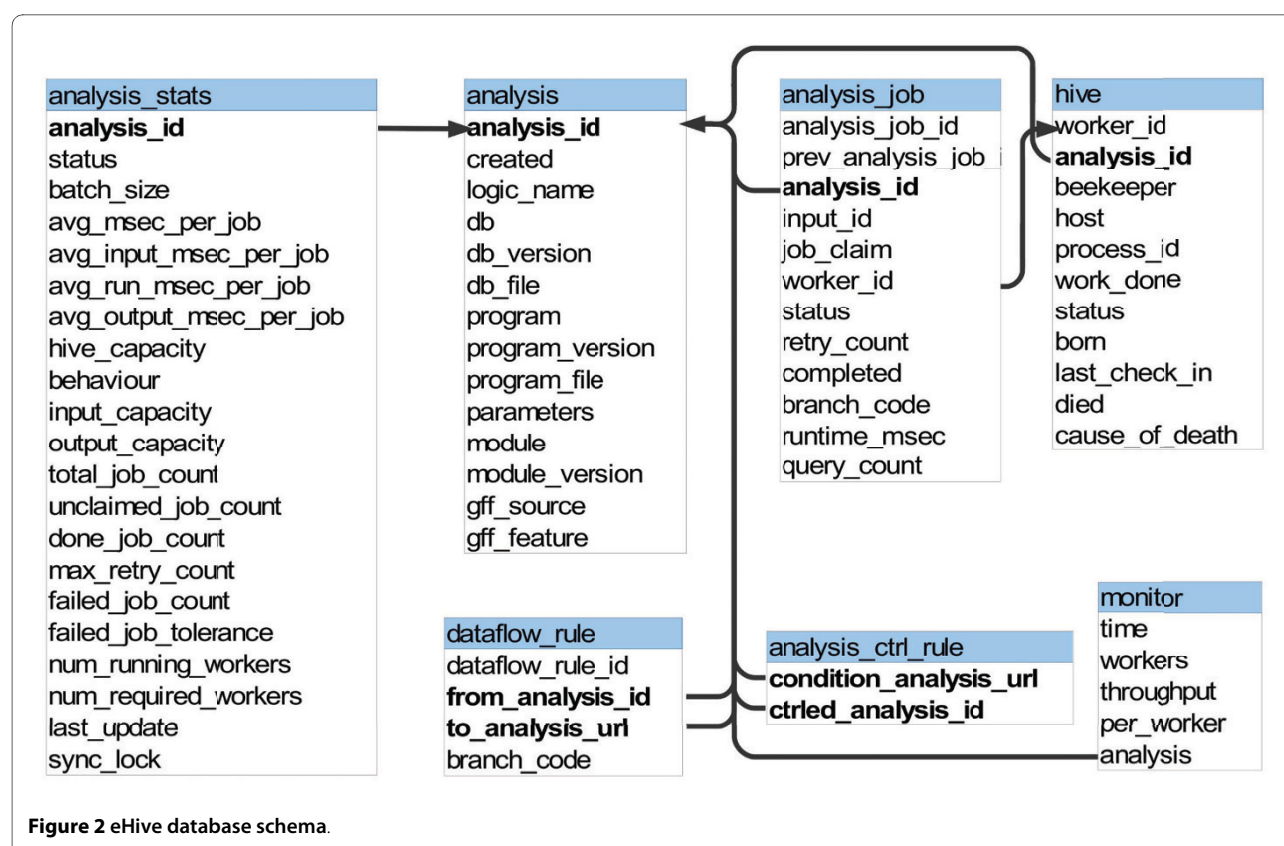 analysis_stats
analysis_id
status
batch_size
avg_msec_per_job
avg_input_msec_per_job
avg_run_msec_per_job
avg_output_msec_per_job
hive_capacity
behaviour
input_capacity
output_capacity
total_job_count
unclaimed_job_count
done_job_court
max_retry_count
failed_job_count
failed_job_tolerance
num_running_workers
num_required_workers
last_update
sync_lock
analysis
analysis_id
created
logic_name
db
db_version
db_file
program
program_version
program_file
parameters
module
module_version
gff_source
gff_feature
analysis_job
analysis_job_id
prev_analysis_job_i
analysis_id
input_id
job_claim
worker_id
status
retry_count
completed
branch_code
runtime_msec
query_count
hive
worker_id
analysis_id
beekeeper
host
process_id
work_done
status
born
last_check_in
died
cause_of_death
dataflow_rule
dataflow_rule_id
from_analysis_id
to_analysis_url
branch_code
analysis_ctrl_rule
condition_analysis_url
ctrled_analysis_id
monitor
time
workers
throughput
per_worker
analysis
Figure 2 eHive database schema.